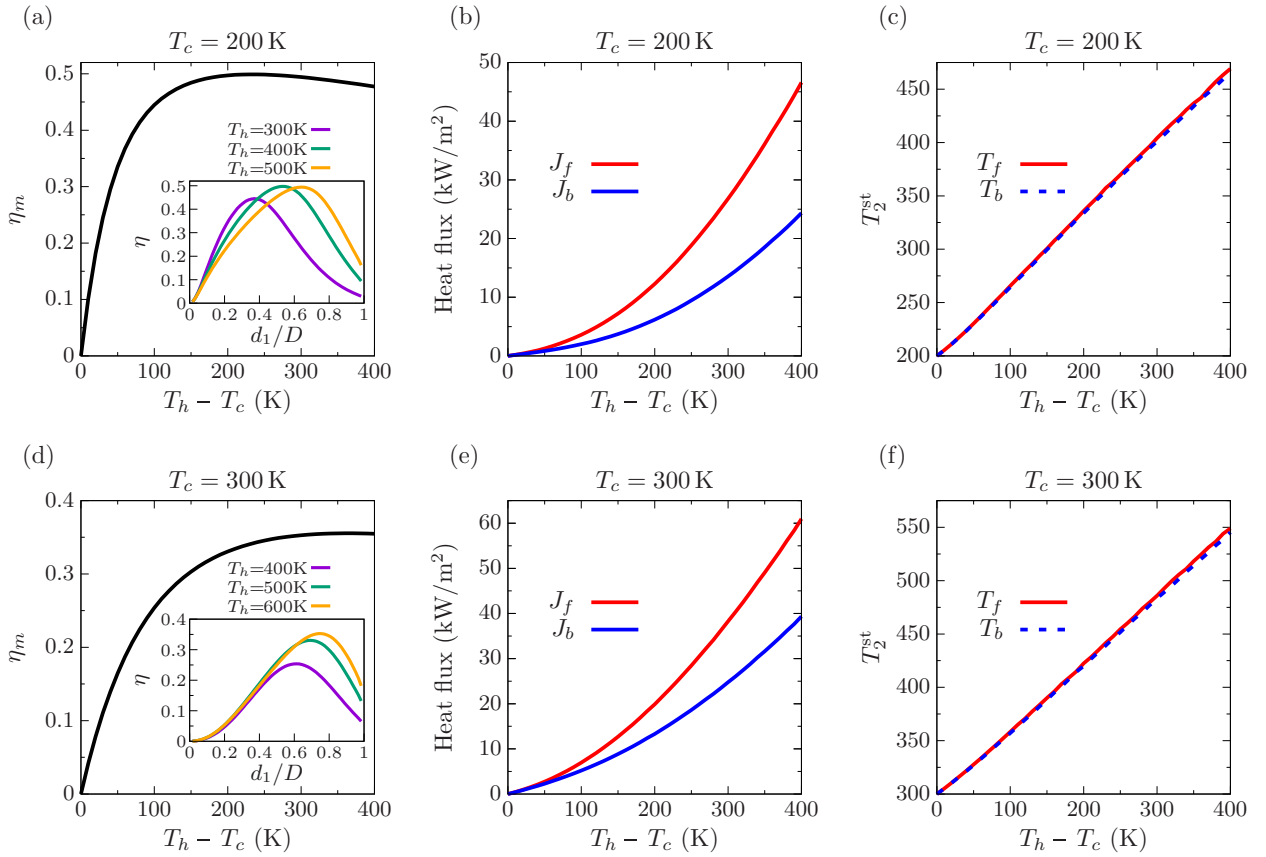 (a)
T_c = 200 K
η_m
0.5
0.4
0.3
0.2
0.1
0
T_h=300K
T_h=400K
T_h=500K
η
0.5
0.4
0.3
0.2
0.1
0
0.2 0.4 0.6 0.8 1
d_1/D
0 100 200 300 400
T_h – T_c (K)
(b)
T_c = 200 K
Heat flux (kW/m²)
50
40
30
20
10
0
J_f
J_b
0 100 200 300 400
T_h – T_c (K)
(c)
T_c = 200 K
T_2^st
450
400
350
300
250
200
T_f
T_b
0 100 200 300 400
T_h – T_c (K)
(d)
T_c = 300 K
η_m
0.4
0.3
0.2
0.1
0
T_h=400K
T_h=500K
T_h=600K
η
0.4
0.3
0.2
0.1
0
0 0.2 0.4 0.6 0.8 1
d_1/D
0 100 200 300 400
T_h – T_c (K)
(e)
T_c = 300 K
Heat flux (kW/m²)
60
50
40
30
20
10
0
J_f
J_b
0 100 200 300 400
T_h – T_c (K)
(f)
T_c = 300 K
T_2^st
550
500
450
400
350
300
T_f
T_b
0 100 200 300 400
T_h – T_c (K)